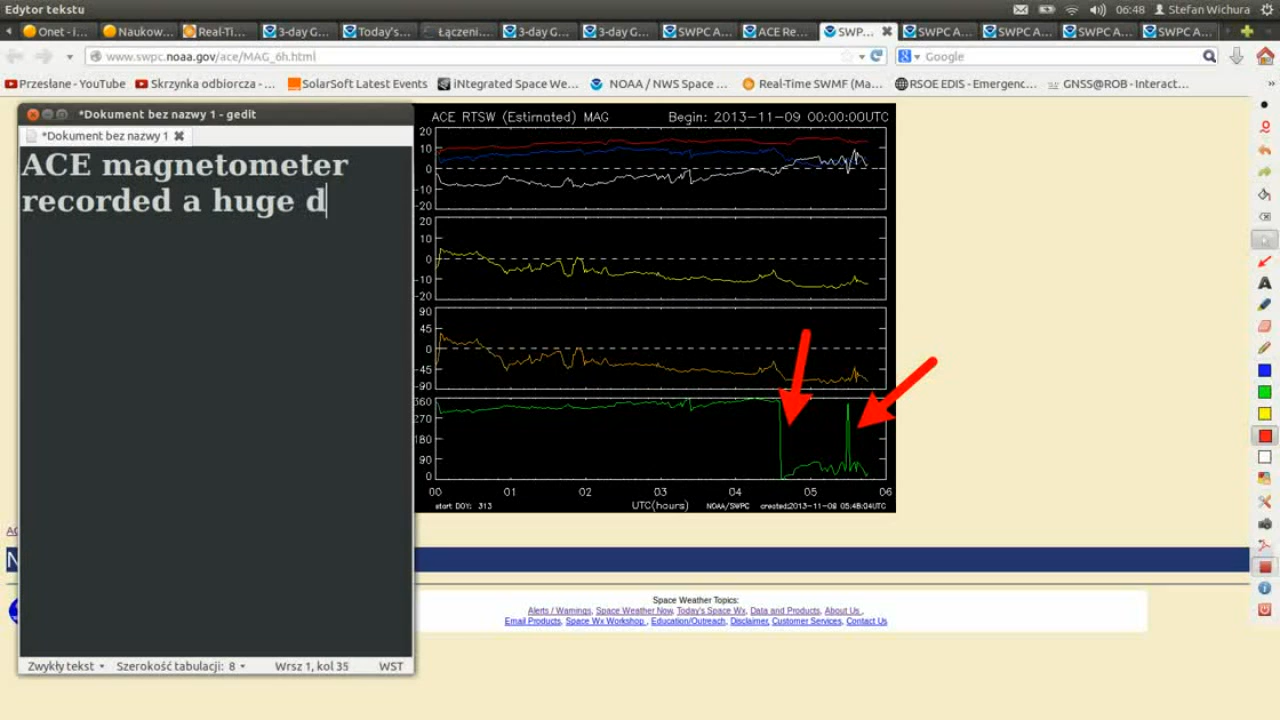 Edytor tekstu
06:48 Stefan Wichura
Onet - i... Naukow... Real-Ti... 3-day G... Today's... Łączeni... 3-day G... 3-day G... SWPC A... ACE Re... SWP... SWPC A... SWPC A... SWPC A... SWPC A...
www.swpc.noaa.gov/ace/MAG_6h.html
Google
Przesłane - YouTube Skrzynka odbiorcza - ... SolarSoft Latest Events iNtegrated Space We... NOAA / NWS Space ... Real-Time SWMF (Ma... RSOE EDIS - Emergenc... GNSS@ROB - Interact... »
*Dokument bez nazwy 1 - gedit
*Dokument bez nazwy 1
ACE magnetometer
recorded a huge d
ACE RTSW (Estimated) MAG Begin: 2013-11-09 00:00:00UTC
20
10
0
-10
-20
20
10
0
-10
-20
90
45
0
-45
-90
360
270
180
90
0
00 01 02 03 04 05 06
start DOY: 313 UTC(hours) NOAA/SWPC created:2013-11-09 05:48:04UTC
AC
N
Space Weather Topics:
Alerts / Warnings, Space Weather Now, Today's Space Wx, Data and Products, About Us ,
Email Products, Space Wx Workshop , Education/Outreach, Disclaimer, Customer Services, Contact Us
Zwykły tekst Szerokość tabulacji: 8 Wrsz 1, kol 35 WST